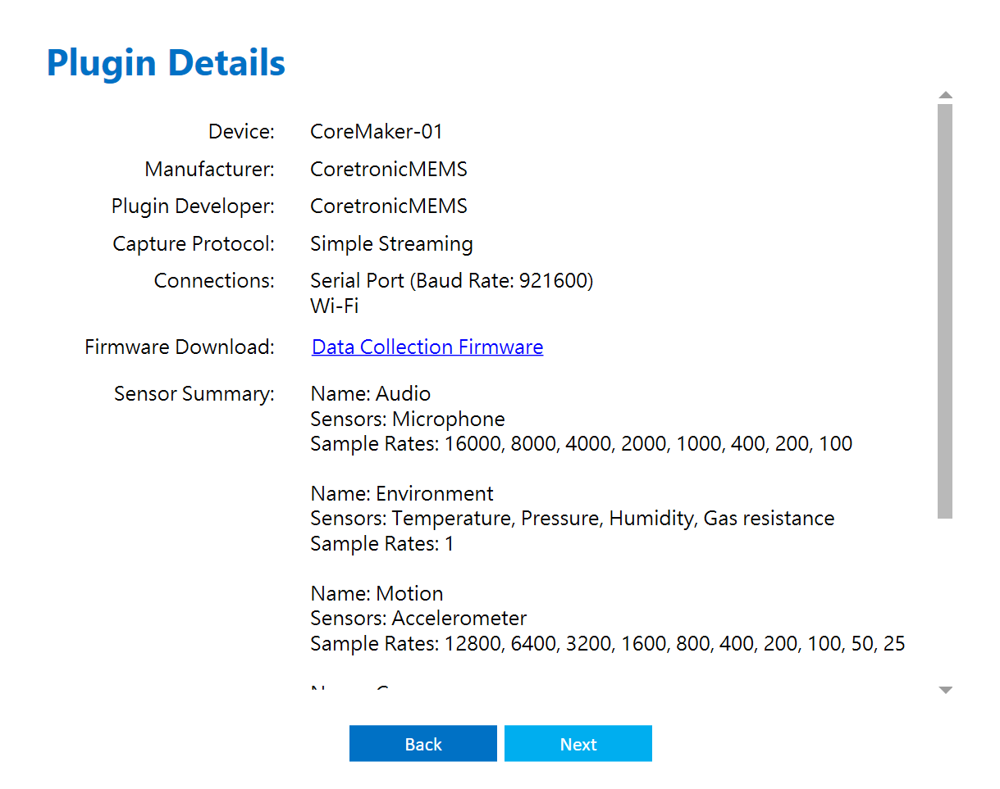 Plugin Details
Device: CoreMaker-01
Manufacturer: CoretronicMEMS
Plugin Developer: CoretronicMEMS
Capture Protocol: Simple Streaming
Connections: Serial Port (Baud Rate: 921600)
Wi-Fi
Firmware Download: Data Collection Firmware
Sensor Summary: Name: Audio
Sensors: Microphone
Sample Rates: 16000, 8000, 4000, 2000, 1000, 400, 200, 100
Name: Environment
Sensors: Temperature, Pressure, Humidity, Gas resistance
Sample Rates: 1
Name: Motion
Sensors: Accelerometer
Sample Rates: 12800, 6400, 3200, 1600, 800, 400, 200, 100, 50, 25
Back Next